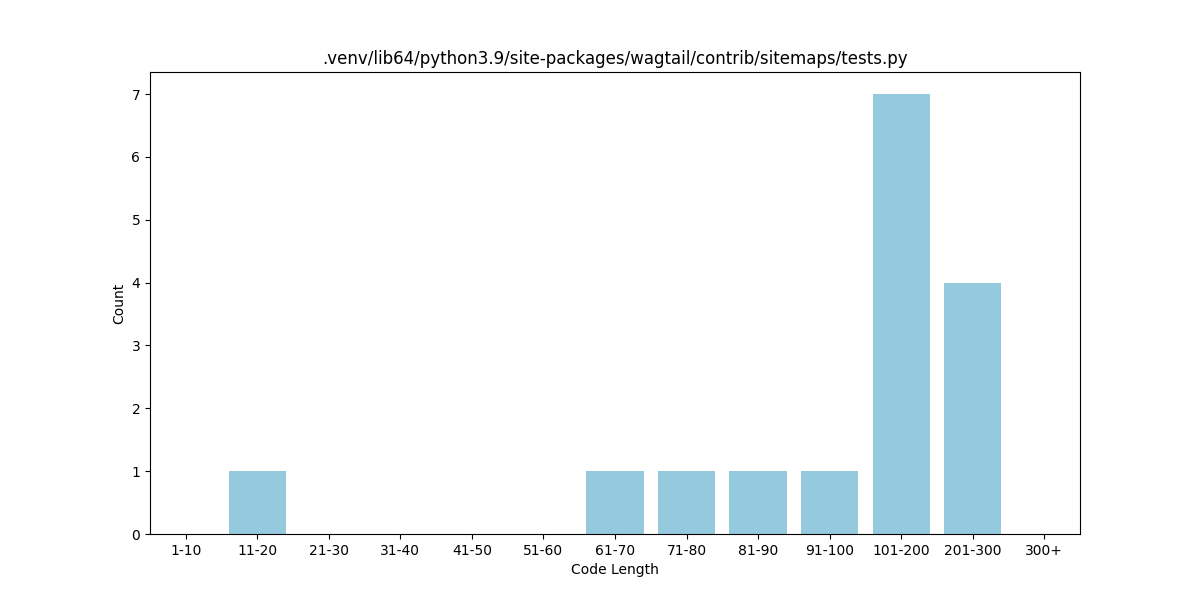 .venv/lib64/python3.9/site-packages/wagtail/contrib/sitemaps/tests.py
7
6
5
4
3
2
1
0
Count
1-10 11-20 21-30 31-40 41-50 51-60 61-70 71-80 81-90 91-100 101-200 201-300 300+
Code Length